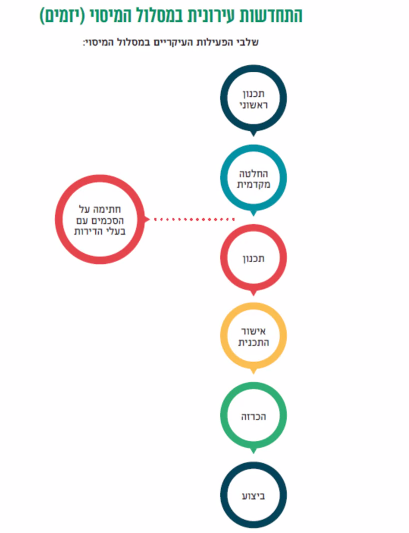 התחדשות עירונית במסלול המיסוי (יזמים)
שלבי הפעילות העיקריים במסלול המיסוי:
תכנון
ראשוני
החלטה
מקדמית
חתימה על
הסכמים עם
בעלי הדירות
תכנון
אישור
התכנית
הכרזה
ביצוע